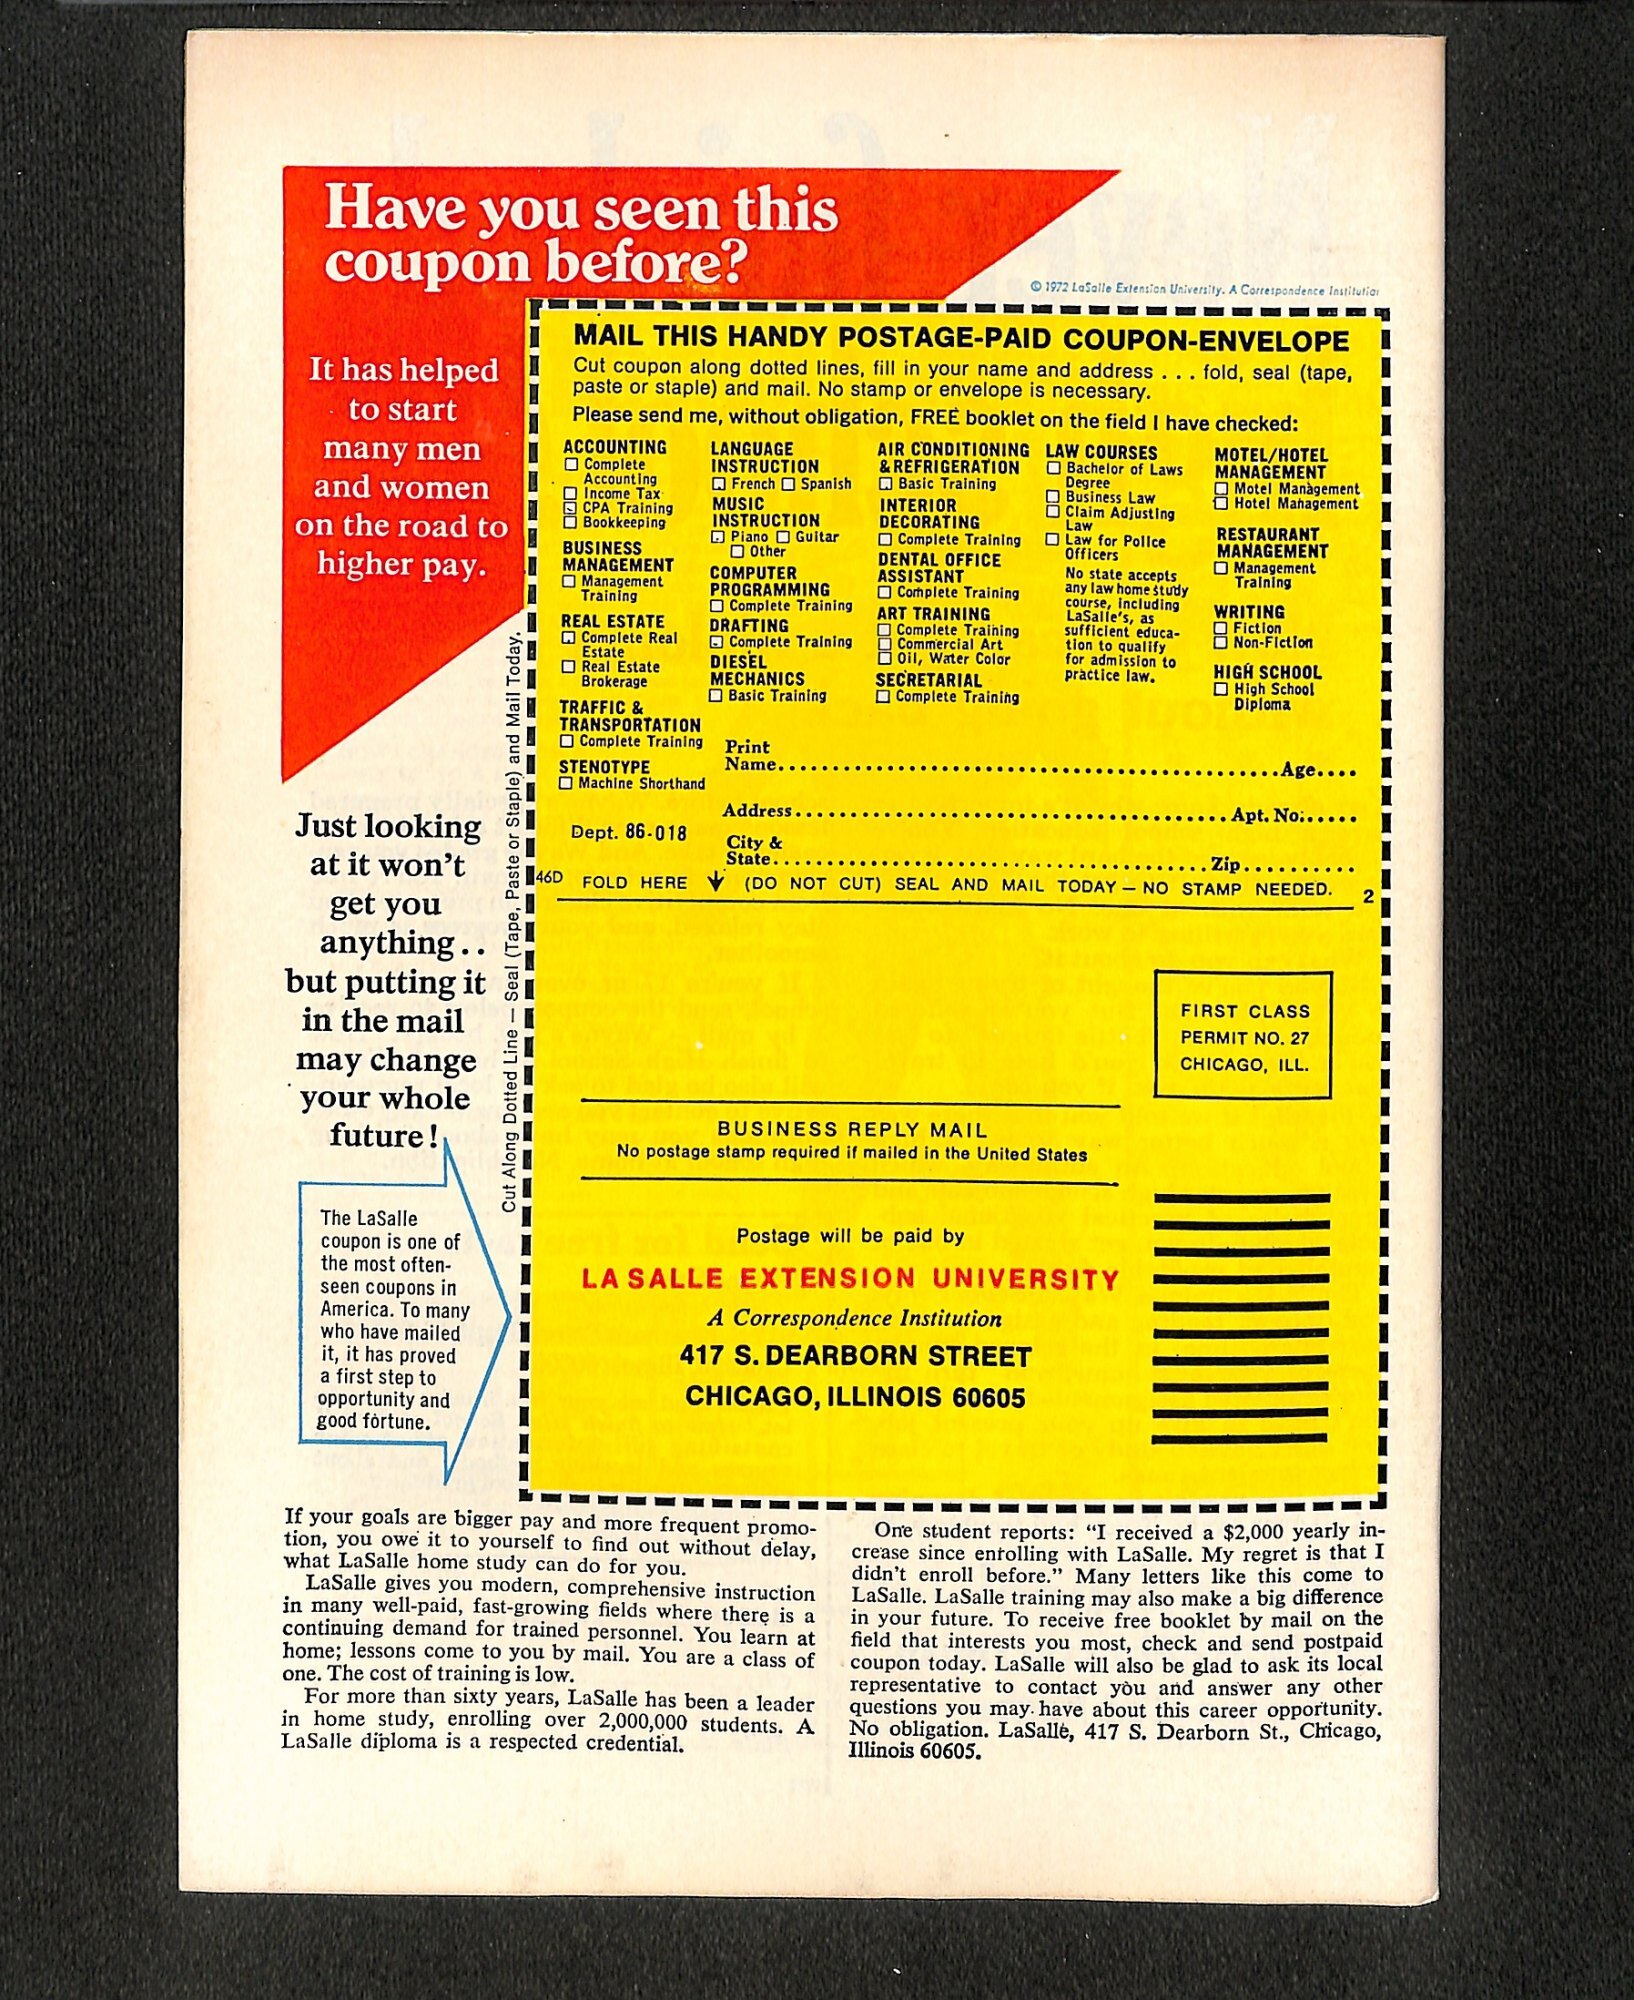 Have you seen this
coupon before?
© 1972 LaSalle Extension University. A Correspondence Institution
It has helped
to start
many men
and women
on the road to
higher pay.
Just looking
at it won't
get you
anything..
but putting it
in the mail
may change
your whole
future!
The LaSalle
coupon is one of
the most often-
seen coupons in
America. To many
who have mailed
it, it has proved
a first step to
opportunity and
good fortune.
Cut Along Dotted Line — Seal (Tape, Paste or Staple) and Mail Today.
MAIL THIS HANDY POSTAGE-PAID COUPON-ENVELOPE
Cut coupon along dotted lines, fill in your name and address . . . fold, seal (tape,
paste or staple) and mail. No stamp or envelope is necessary.
Please send me, without obligation, FREE booklet on the field I have checked:
ACCOUNTING
Complete
Accounting
Income Tax
CPA Training
Bookkeeping
BUSINESS
MANAGEMENT
Management
Training
REAL ESTATE
Complete Real
Estate
Real Estate
Brokerage
TRAFFIC &
TRANSPORTATION
Complete Training
STENOTYPE
Machine Shorthand
LANGUAGE
INSTRUCTION
French Spanish
MUSIC
INSTRUCTION
Piano Guitar
Other
COMPUTER
PROGRAMMING
Complete Training
DRAFTING
Complete Training
DIESEL
MECHANICS
Basic Training
AIR CONDITIONING
& REFRIGERATION
Basic Training
INTERIOR
DECORATING
Complete Training
DENTAL OFFICE
ASSISTANT
Complete Training
ART TRAINING
Complete Training
Commercial Art
Oil, Water Color
SECRETARIAL
Complete Training
LAW COURSES
Bachelor of Laws
Degree
Business Law
Claim Adjusting
Law
Law for Police
Officers
No state accepts
any law home study
course, including
LaSalle's, as
sufficient educa-
tion to qualify
for admission to
practice law.
MOTEL/HOTEL
MANAGEMENT
Motel Management
Hotel Management
RESTAURANT
MANAGEMENT
Management
Training
WRITING
Fiction
Non-Fiction
HIGH SCHOOL
High School
Diploma
Print
Name Age
Address Apt. No.
Dept. 86-018
City &
State Zip
46D FOLD HERE (DO NOT CUT) SEAL AND MAIL TODAY — NO STAMP NEEDED. 2
FIRST CLASS
PERMIT NO. 27
CHICAGO, ILL.
BUSINESS REPLY MAIL
No postage stamp required if mailed in the United States
Postage will be paid by
LA SALLE EXTENSION UNIVERSITY
A Correspondence Institution
417 S. DEARBORN STREET
CHICAGO, ILLINOIS 60605
If your goals are bigger pay and more frequent promo-
tion, you owe it to yourself to find out without delay,
what LaSalle home study can do for you.
LaSalle gives you modern, comprehensive instruction
in many well-paid, fast-growing fields where there is a
continuing demand for trained personnel. You learn at
home; lessons come to you by mail. You are a class of
one. The cost of training is low.
For more than sixty years, LaSalle has been a leader
in home study, enrolling over 2,000,000 students. A
LaSalle diploma is a respected credential.
One student reports: "I received a $2,000 yearly in-
crease since enrolling with LaSalle. My regret is that I
didn't enroll before." Many letters like this come to
LaSalle. LaSalle training may also make a big difference
in your future. To receive free booklet by mail on the
field that interests you most, check and send postpaid
coupon today. LaSalle will also be glad to ask its local
representative to contact you and answer any other
questions you may have about this career opportunity.
No obligation. LaSalle, 417 S. Dearborn St., Chicago,
Illinois 60605.